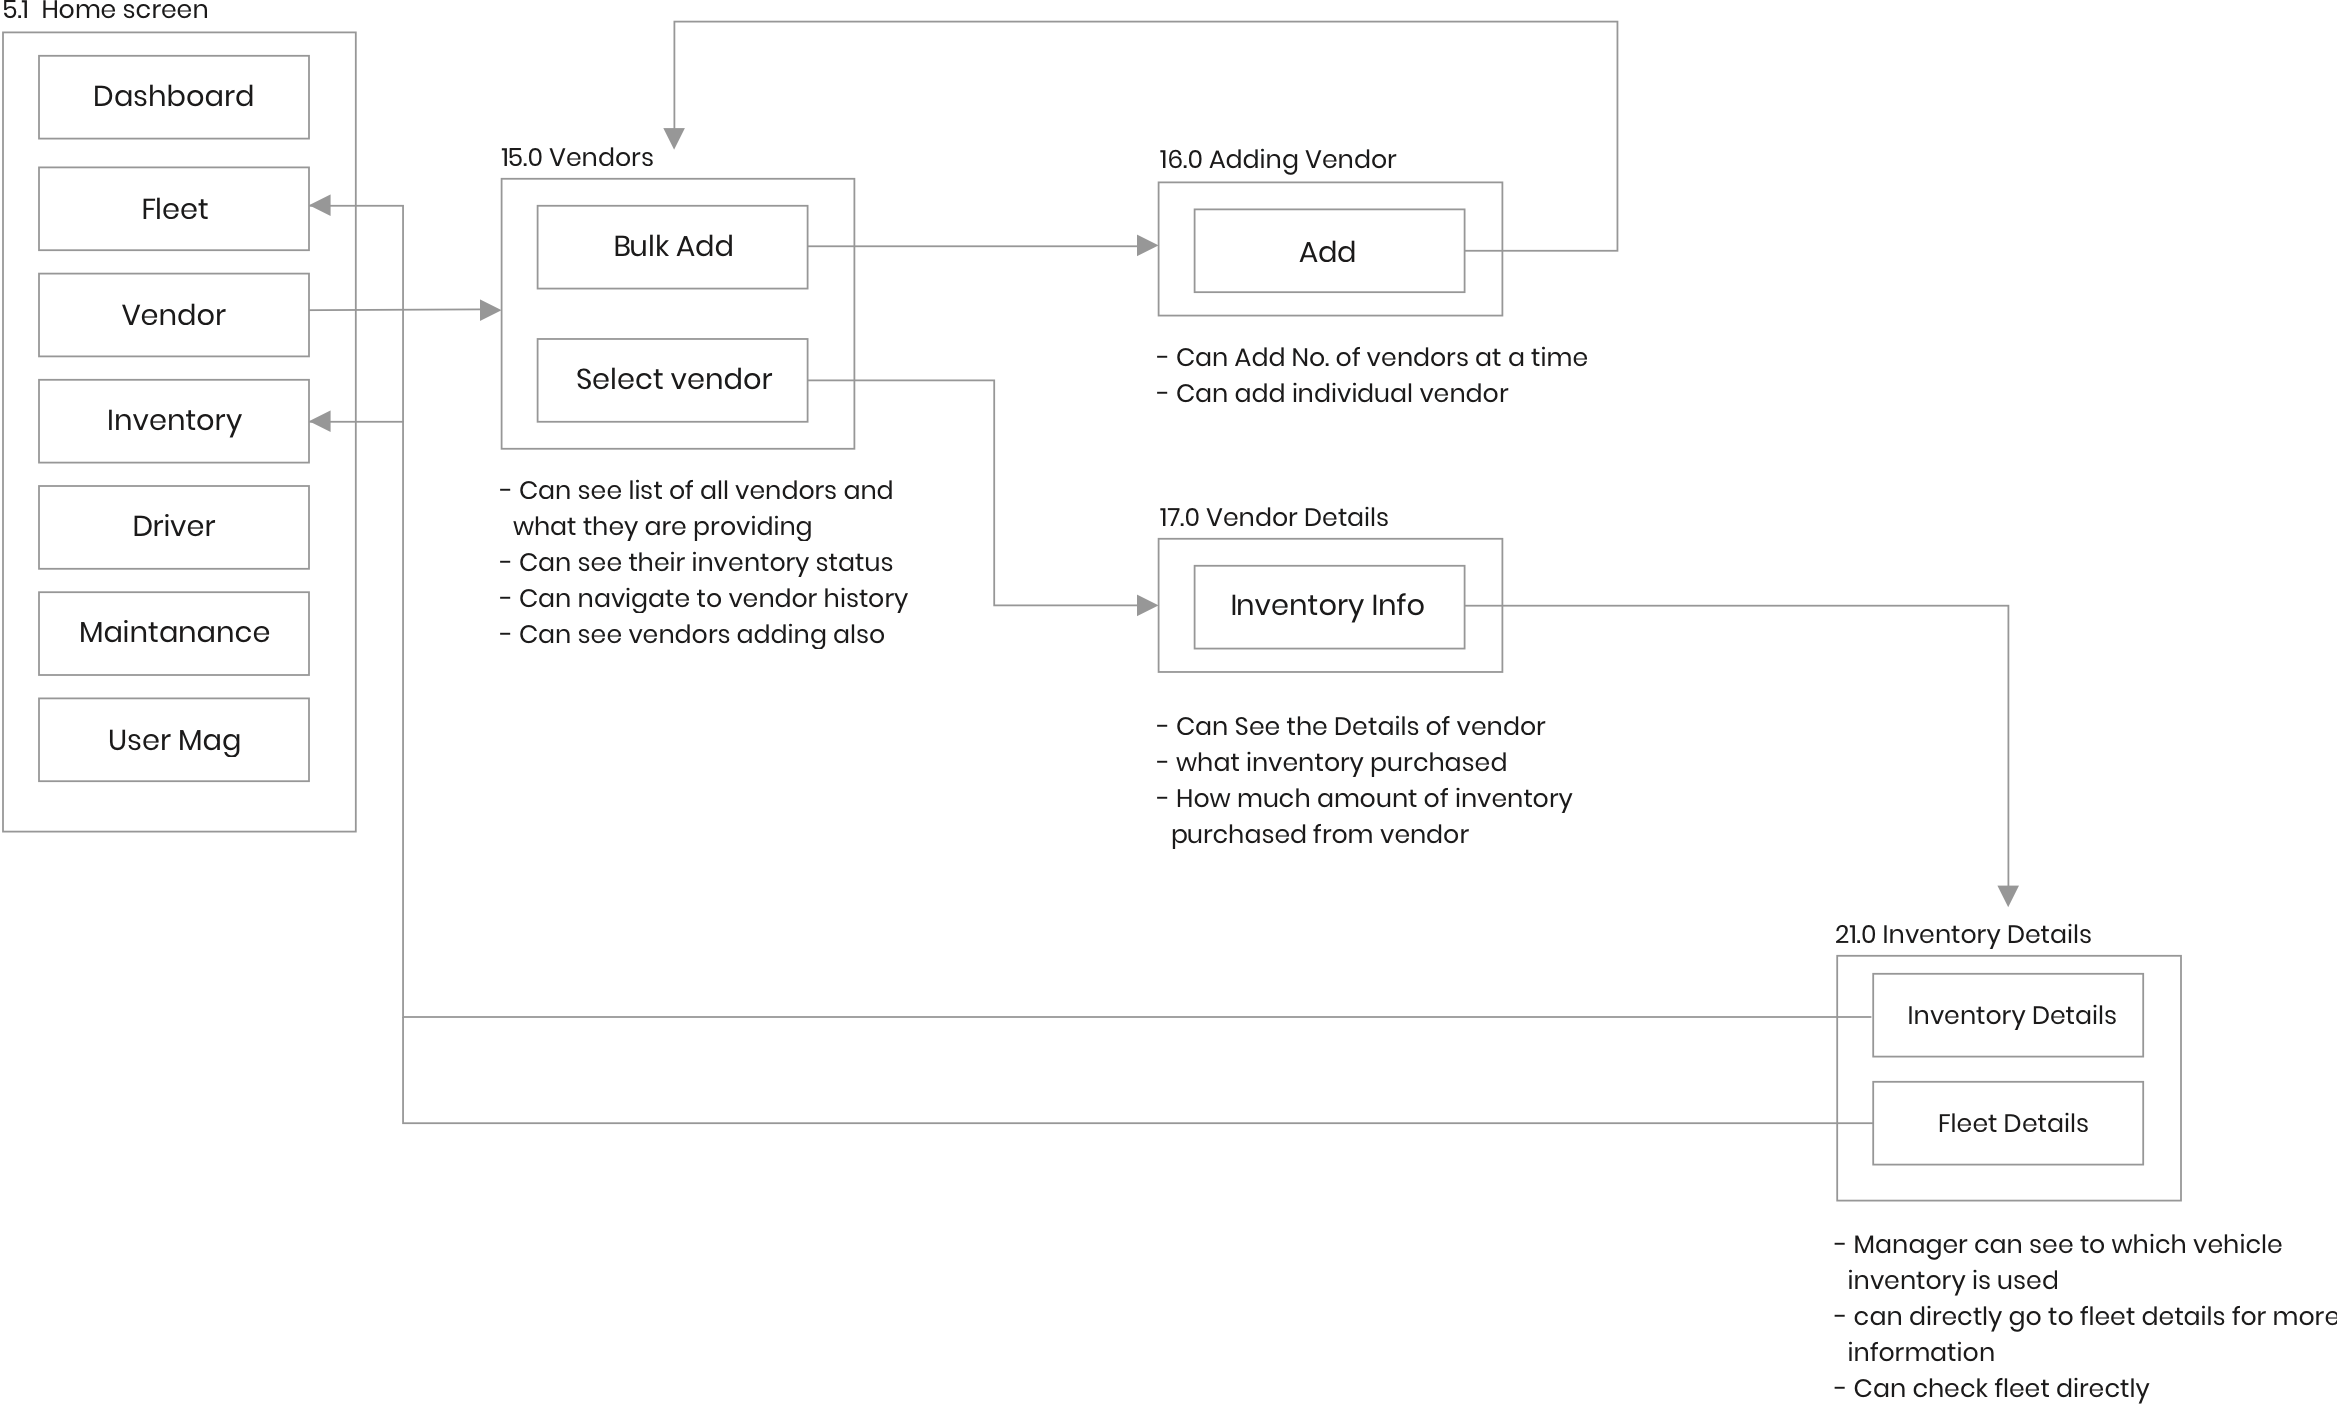 5.1 Home screen
Dashboard
Fleet
Vendor
Inventory
Driver
Maintanance
User Mag
15.0 Vendors
Bulk Add
Select vendor
- Can see list of all vendors and
what they are providing
- Can see their inventory status
- Can navigate to vendor history
- Can see vendors adding also
16.0 Adding Vendor
Add
- Can Add No. of vendors at a time
- Can add individual vendor
17.0 Vendor Details
Inventory Info
- Can See the Details of vendor
- what inventory purchased
- How much amount of inventory
purchased from vendor
21.0 Inventory Details
Inventory Details
Fleet Details
- Manager can see to which vehicle
inventory is used
- can directly go to fleet details for more
information
- Can check fleet directly